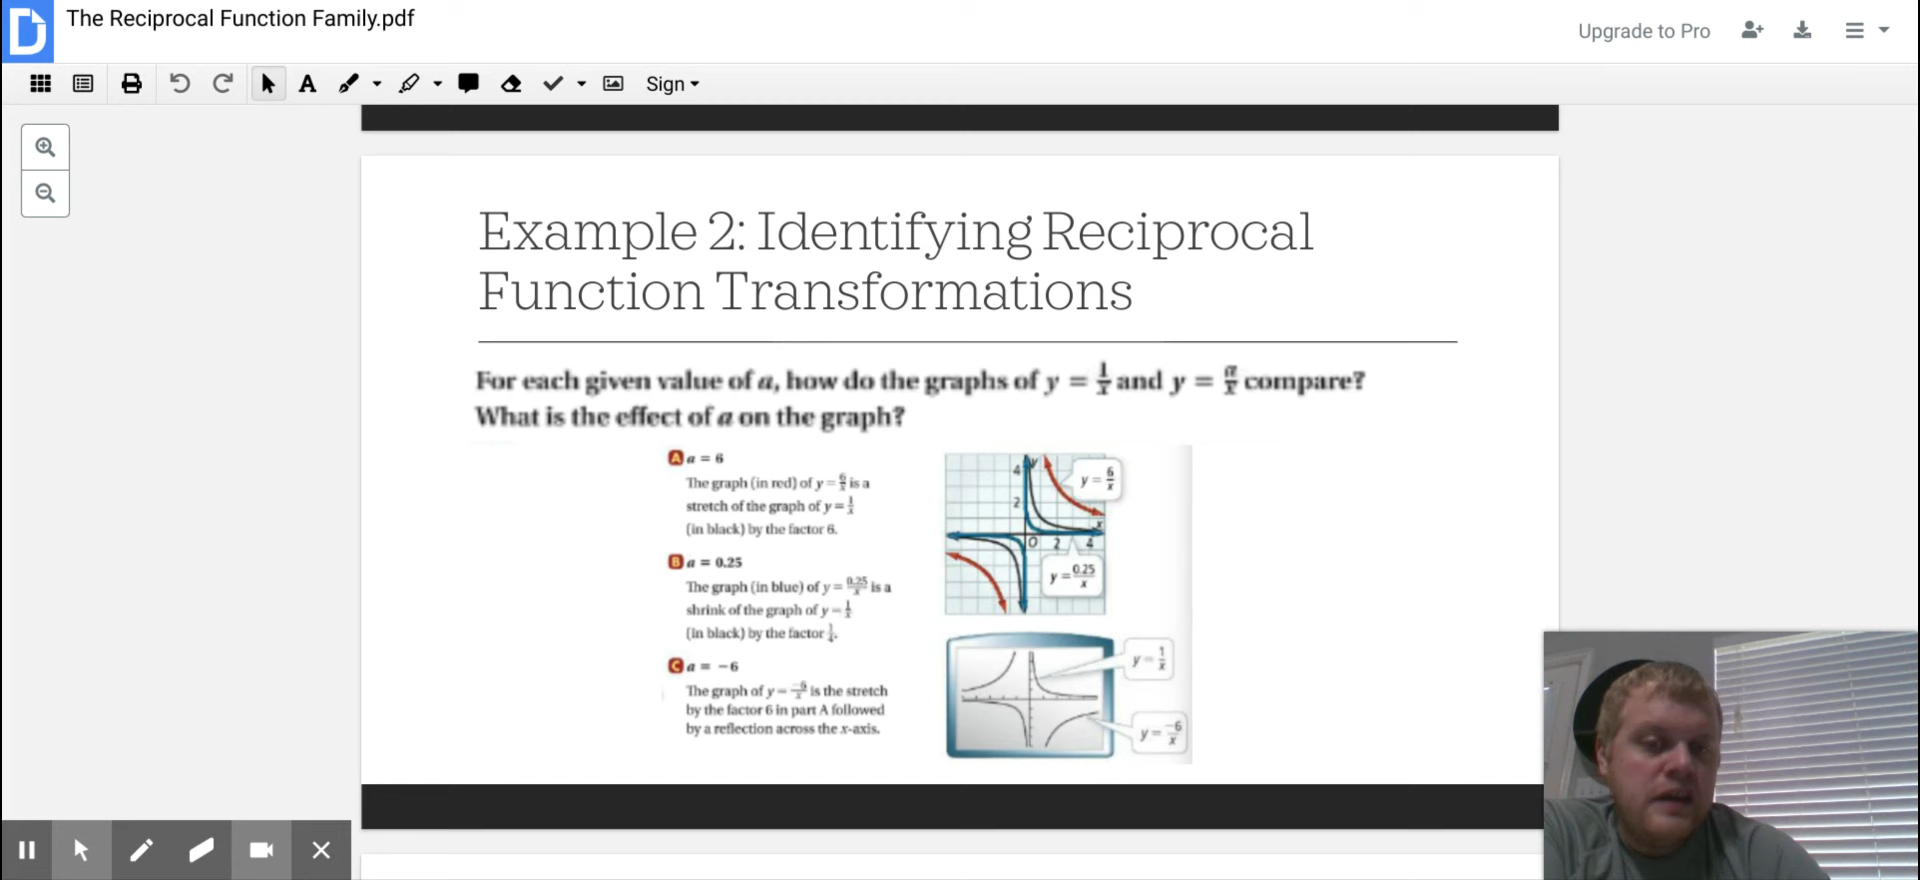 The Reciprocal Function Family.pdf
Upgrade to Pro
A
Sign
Example 2: Identifying Reciprocal
Function Transformations
For each given value of a, how do the graphs of y = 1/x and y = a/x compare?
What is the effect of a on the graph?
A a = 6
The graph (in red) of y = 6/x is a
stretch of the graph of y = 1/x
(in black) by the factor 6.
B a = 0.25
The graph (in blue) of y = 0.25/x is a
shrink of the graph of y = 1/x
(in black) by the factor 1/4.
C a = −6
The graph of y = −6/x is the stretch
by the factor 6 in part A followed
by a reflection across the x-axis.
4 y
y = 6/x
2
x
O 2 4
y = 0.25/x
y = 1/x
y = −6/x